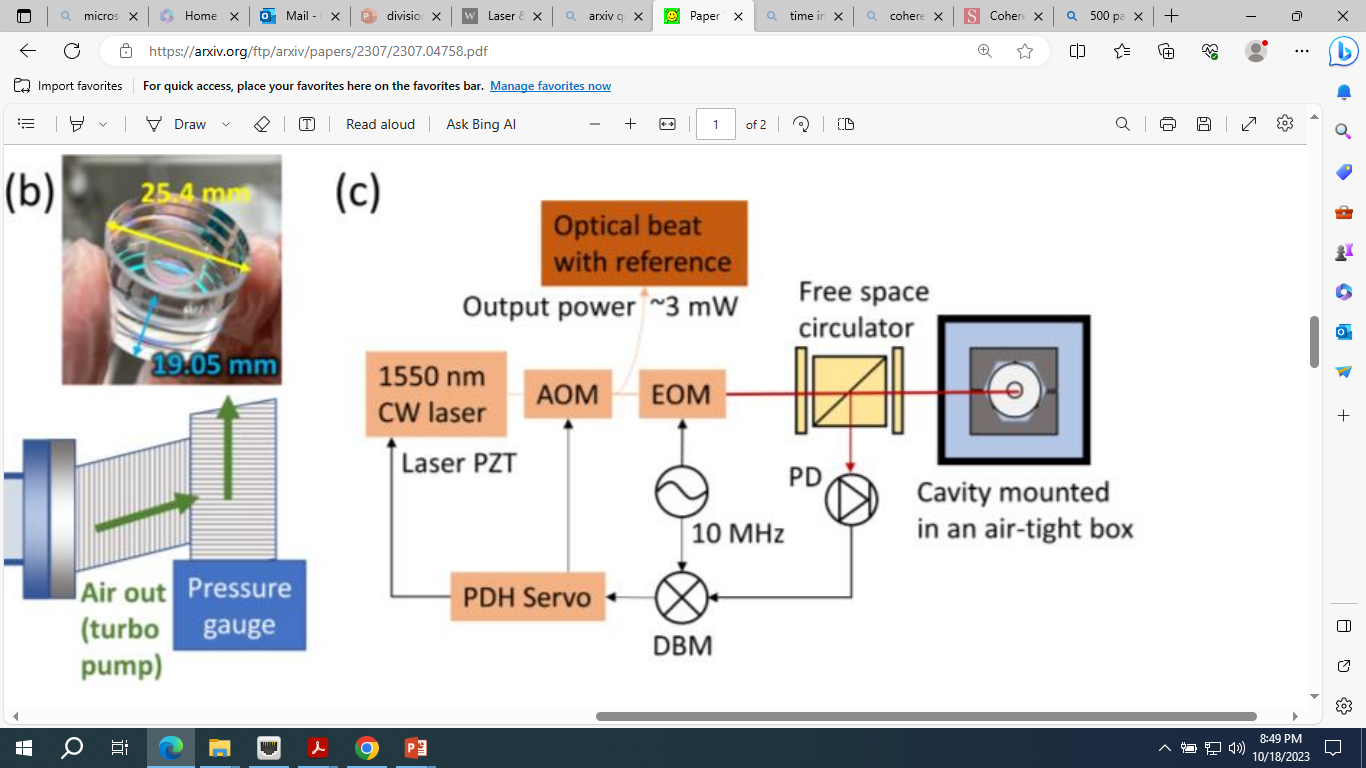 micros
Home
Mail -
division
Laser &
arxiv q
Paper
time ir
cohere
Cohere
500 pa
https://arxiv.org/ftp/arxiv/papers/2307/2307.04758.pdf
Import favorites
For quick access, place your favorites here on the favorites bar. Manage favorites now
Draw
Read aloud
Ask Bing AI
1
of 2
(b)
25.4 mm
19.05 mm
Air out
(turbo
pump)
Pressure
gauge
(c)
Optical beat
with reference
Output power ~3 mW
1550 nm
CW laser
AOM
EOM
Free space
circulator
Laser PZT
PD
10 MHz
Cavity mounted
in an air-tight box
PDH Servo
DBM
8:49 PM
10/18/2023